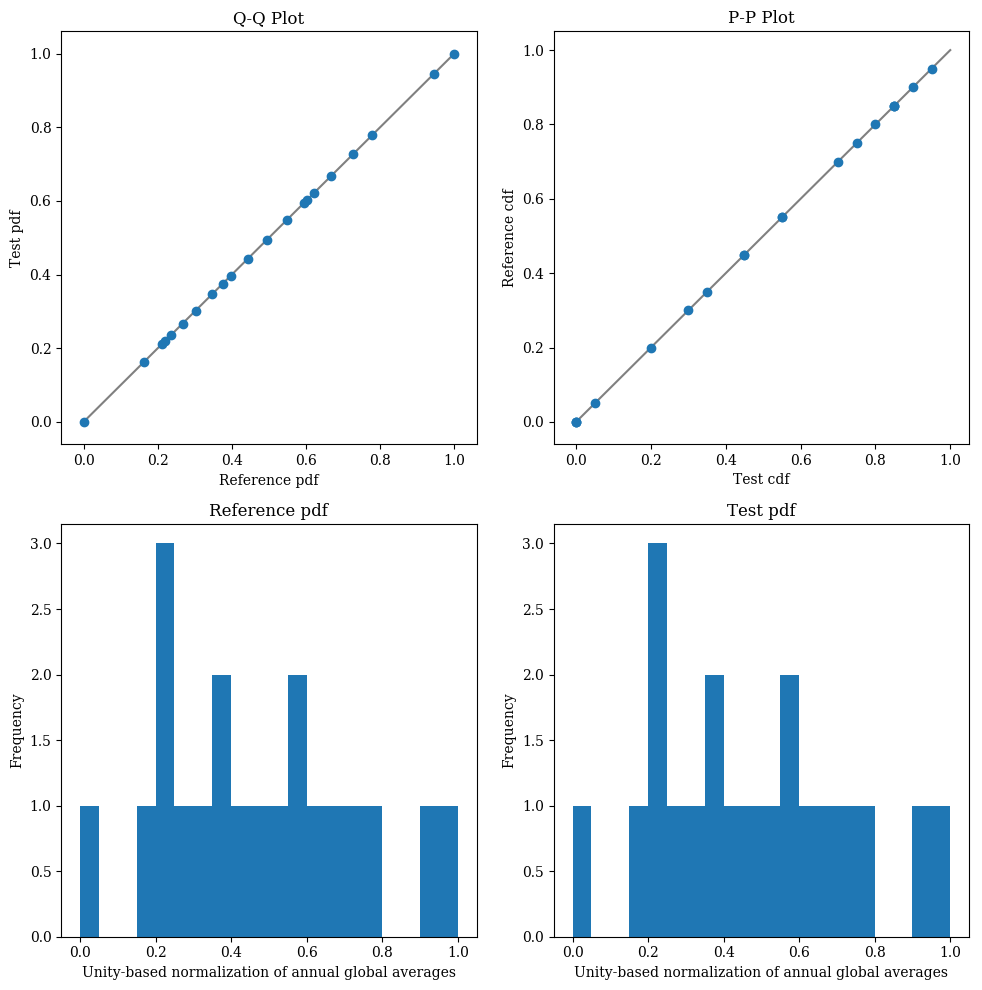 Q-Q Plot
1.0
0.8
0.6
0.4
0.2
0.0
Test pdf
0.0 0.2 0.4 0.6 0.8 1.0
Reference pdf
P-P Plot
1.0
0.8
0.6
0.4
0.2
0.0
Reference cdf
0.0 0.2 0.4 0.6 0.8 1.0
Test cdf
Reference pdf
3.0
2.5
2.0
1.5
1.0
0.5
0.0
Frequency
0.0 0.2 0.4 0.6 0.8 1.0
Unity-based normalization of annual global averages
Test pdf
3.0
2.5
2.0
1.5
1.0
0.5
0.0
Frequency
0.0 0.2 0.4 0.6 0.8 1.0
Unity-based normalization of annual global averages